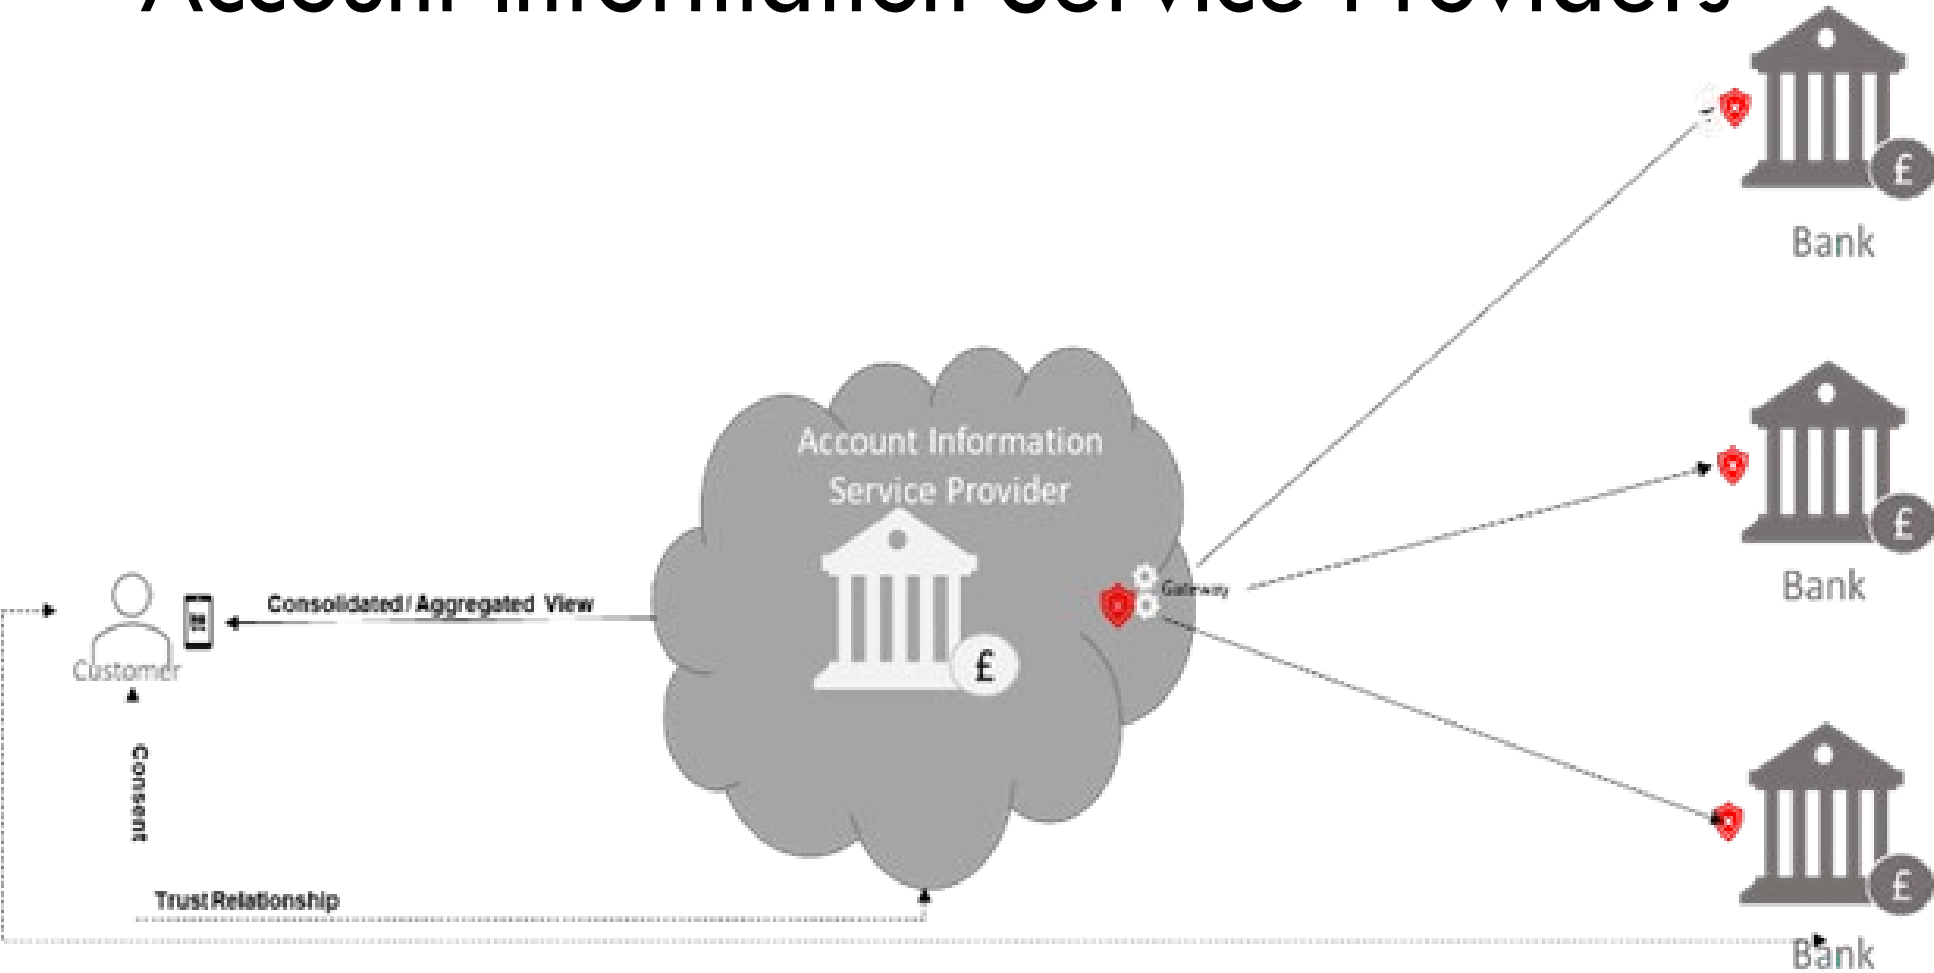 Account Information Service Providers
£
Bank
Account Information
Service Provider
£
Bank
Gateway
Consolidated/Aggregated View
£
Customer
Consent
£
Trust Relationship
Bank